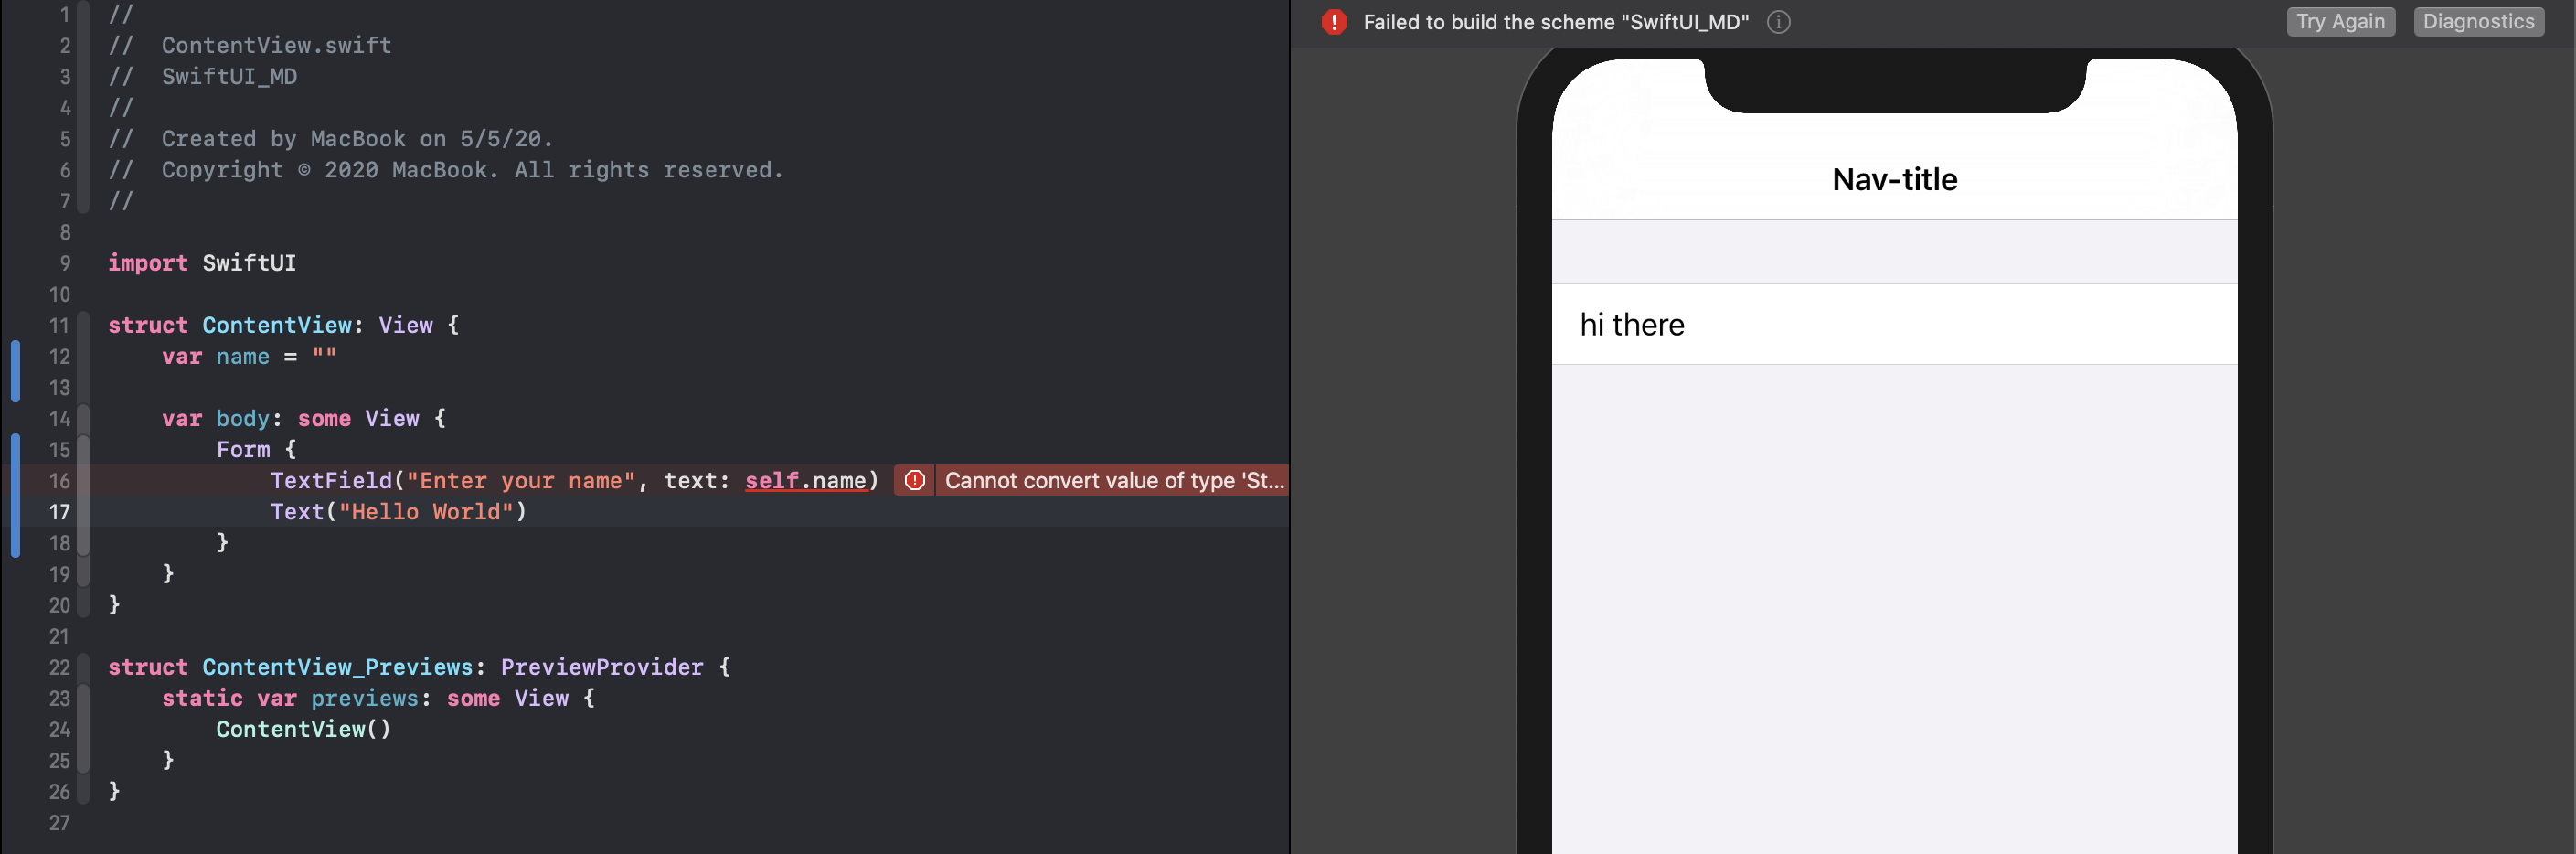 1 //
2 //  ContentView.swift
3 //  SwiftUI_MD
4 //
5 //  Created by MacBook on 5/5/20.
6 //  Copyright © 2020 MacBook. All rights reserved.
7 //
8
9 import SwiftUI
10
11 struct ContentView: View {
12     var name = ""
13
14     var body: some View {
15         Form {
16             TextField("Enter your name", text: self.name) Cannot convert value of type 'St...
17             Text("Hello World")
18         }
19     }
20 }
21
22 struct ContentView_Previews: PreviewProvider {
23     static var previews: some View {
24         ContentView()
25     }
26 }
27
Failed to build the scheme "SwiftUI_MD"
Try Again
Diagnostics
Nav-title
hi there